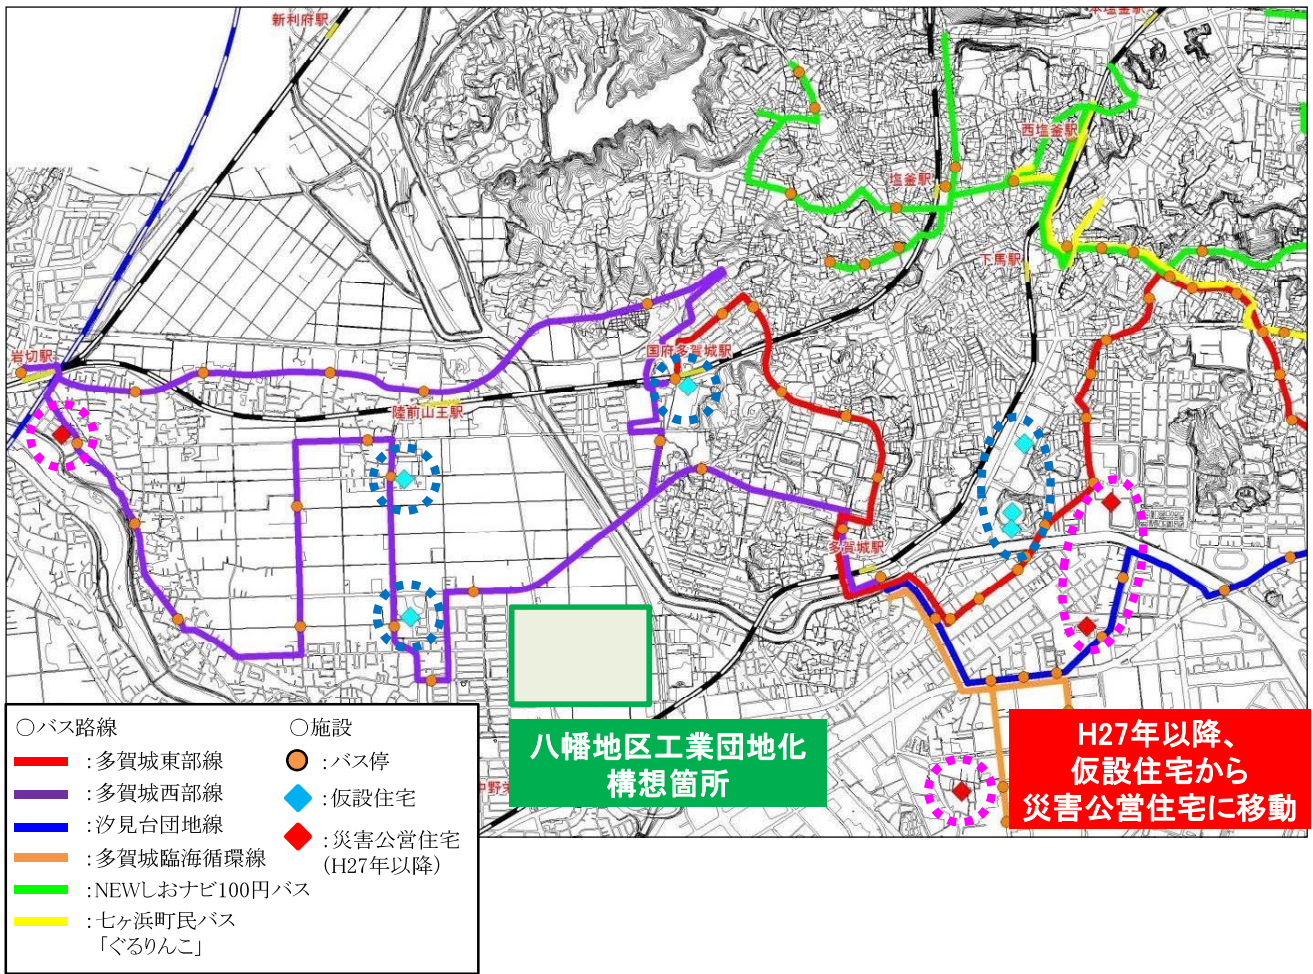 新利府駅
本塩釜駅
西塩釜駅
塩釜駅
下馬駅
国府多賀城駅
岩切駅
陸前山王駅
多賀城駅
八幡地区工業団地化
構想箇所
H27年以降、
仮設住宅から
災害公営住宅に移動
中野栄
○バス路線
:多賀城東部線
:多賀城西部線
:汐見台団地線
:多賀城臨海循環線
:NEWしおナビ100円バス
:七ヶ浜町民バス
「ぐるりんこ」
○施設
:バス停
:仮設住宅
:災害公営住宅
(H27年以降)